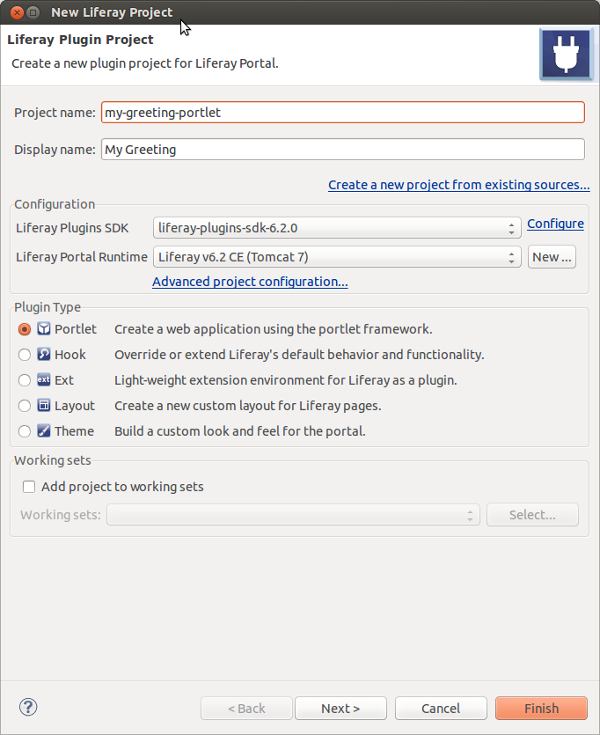 New Liferay Project
Liferay Plugin Project
Create a new plugin project for Liferay Portal.
Project name: my-greeting-portlet
Display name: My Greeting
Create a new project from existing sources...
Configuration
Liferay Plugins SDK liferay-plugins-sdk-6.2.0 Configure
Liferay Portal Runtime Liferay v6.2 CE (Tomcat 7) New ...
Advanced project configuration...
Plugin Type
Portlet Create a web application using the portlet framework.
Hook Override or extend Liferay's default behavior and functionality.
ext Ext Light-weight extension environment for Liferay as a plugin.
Layout Create a new custom layout for Liferay pages.
Theme Build a custom look and feel for the portal.
Working sets
Add project to working sets
Working sets: Select...
? < Back Next > Cancel Finish